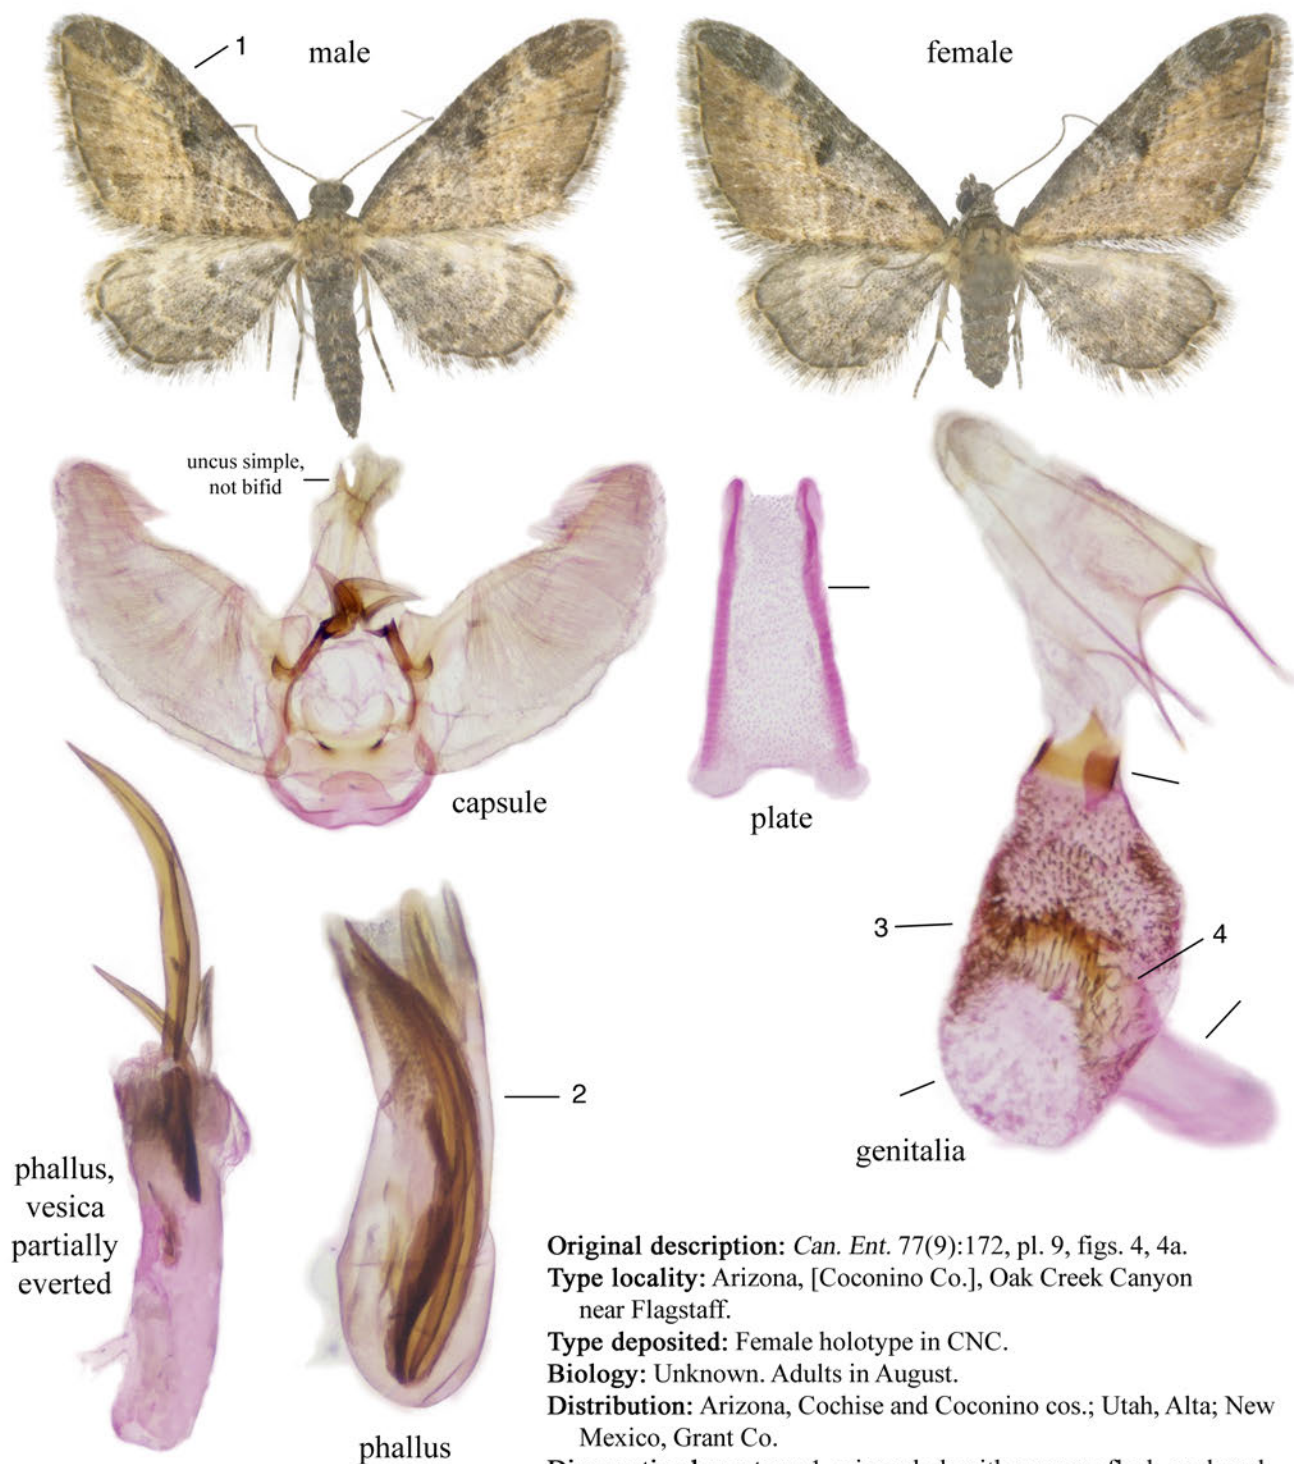 1
male
female
uncus simple,
not bifid
capsule
plate
3
4
2
genitalia
phallus,
vesica
partially
everted
phallus
Original description: Can. Ent. 77(9):172, pl. 9, figs. 4, 4a.
Type locality: Arizona, [Coconino Co.], Oak Creek Canyon
near Flagstaff.
Type deposited: Female holotype in CNC.
Biology: Unknown. Adults in August.
Distribution: Arizona, Cochise and Coconino cos.; Utah, Alta; New
Mexico, Grant Co.